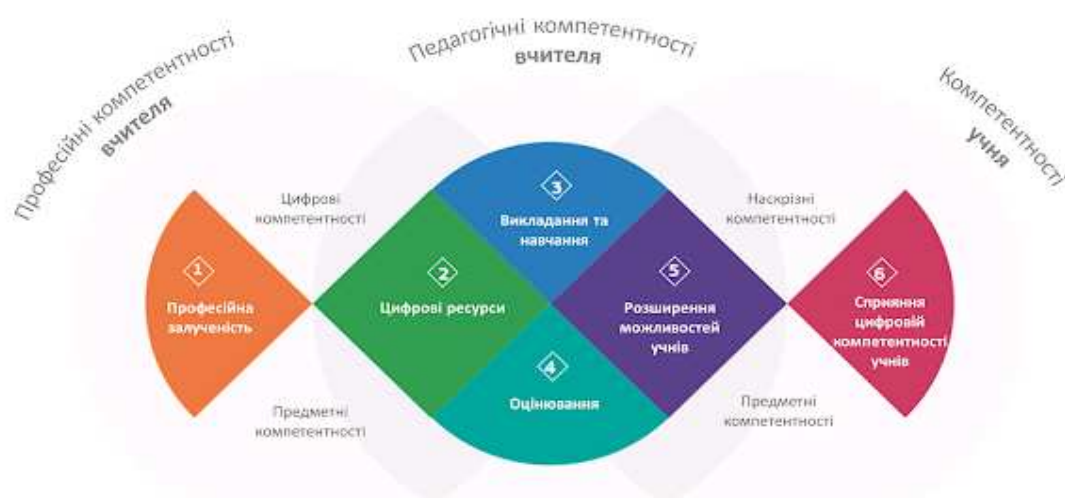 Професійні компетентності
вчителя
Педагогічні компетентності
вчителя
Компетентності
учня
1
Професійна
залученість
Цифрові
компетентності
Предметні
компетентності
2
Цифрові ресурси
3
Викладання та
навчання
4
Оцінювання
5
Розширення
можливостей
учнів
Наскрізні
компетентності
Предметні
компетентності
6
Сприяння
цифровій
компетентності
учнів